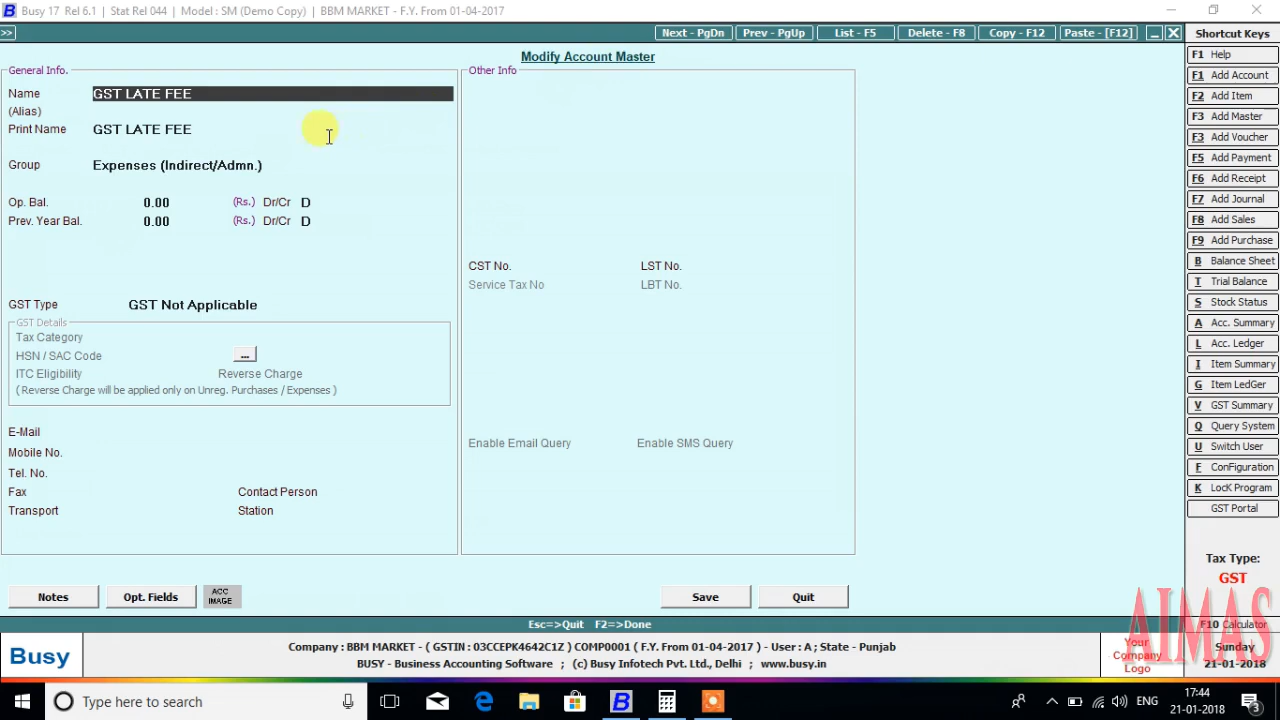 Busy 17 Rel 6.1 | Stat Rel 044 | Model : SM (Demo Copy) | BBM MARKET - F.Y. From 01-04-2017
>> Next - PgDn Prev - PgUp List - F5 Delete - F8 Copy - F12 Paste - [F12]
Shortcut Keys
Modify Account Master
General Info.
Name GST LATE FEE
(Alias)
Print Name GST LATE FEE
Group Expenses (Indirect/Admn.)
Op. Bal. 0.00 (Rs.) Dr/Cr D
Prev. Year Bal. 0.00 (Rs.) Dr/Cr D
GST Type GST Not Applicable
GST Details
Tax Category
HSN / SAC Code ...
ITC Eligibility Reverse Charge
( Reverse Charge will be applied only on Unreg. Purchases / Expenses )
E-Mail
Mobile No.
Tel. No.
Fax Contact Person
Transport Station
Other Info
CST No. LST No.
Service Tax No LBT No.
Enable Email Query Enable SMS Query
Notes Opt. Fields ACC IMAGE Save Quit
Esc=>Quit F2=>Done
F1 Help
F1 Add Account
F2 Add Item
F3 Add Master
F3 Add Voucher
F5 Add Payment
F6 Add Receipt
F7 Add Journal
F8 Add Sales
F9 Add Purchase
B Balance Sheet
T Trial Balance
S Stock Status
A Acc. Summary
L Acc. Ledger
I Item Summary
G Item LedGer
V GST Summary
Q Query System
U Switch User
F ConFiguration
K LocK Program
GST Portal
Tax Type:
GST
F10 Calculator
AIMAS
Busy
Company : BBM MARKET - ( GSTIN : 03CCEPK4642C1Z ) COMP0001 ( F.Y. From 01-04-2017 ) - User : A ; State - Punjab
BUSY - Business Accounting Software ; (c) Busy Infotech Pvt. Ltd., Delhi ; www.busy.in
Your
Company
Logo
Sunday
21-01-2018
Type here to search
ENG
17:44
21-01-2018
3